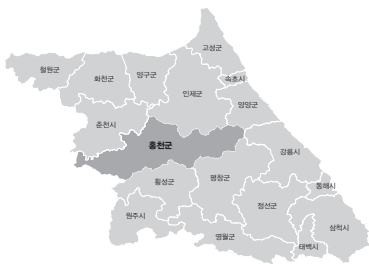 고성군
철원군
화천군
양구군
속초시
인제군
양양군
춘천시
홍천군
강릉시
횡성군
평창군
동해시
정선군
원주시
삼척시
영월군
태백시